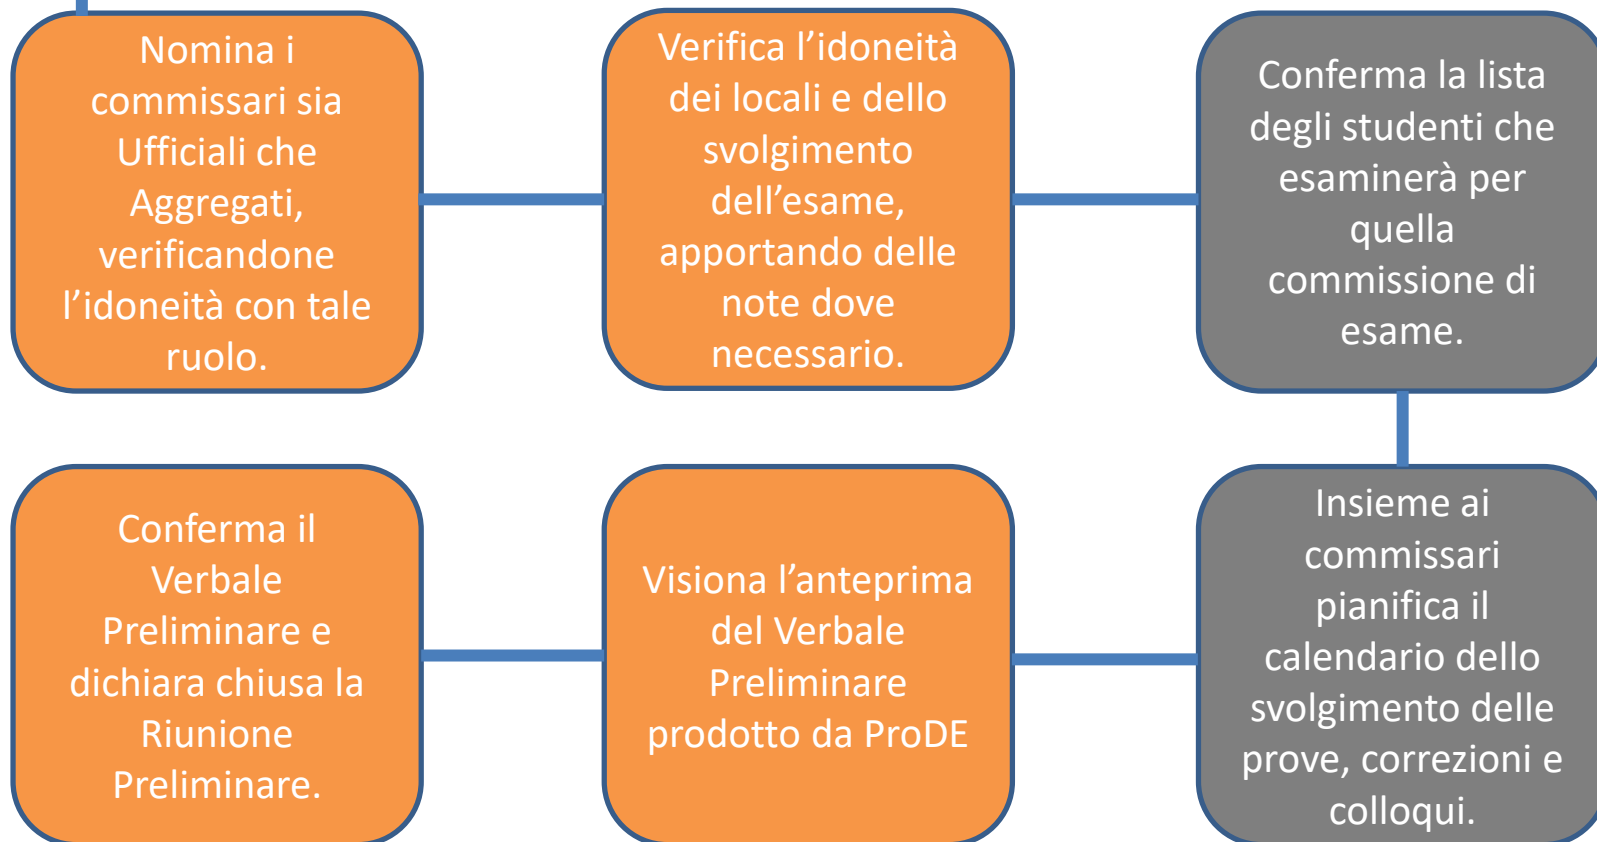 Nomina i
commissari sia
Ufficiali che
Aggregati,
verificandone
l’idoneità con tale
ruolo.
Verifica l’idoneità
dei locali e dello
svolgimento
dell’esame,
apportando delle
note dove
necessario.
Conferma la lista
degli studenti che
esaminerà per
quella
commissione di
esame.
Insieme ai
commissari
pianifica il
calendario dello
svolgimento delle
prove, correzioni e
colloqui.
Visiona l’anteprima
del Verbale
Preliminare
prodotto da ProDE
Conferma il
Verbale
Preliminare e
dichiara chiusa la
Riunione
Preliminare.